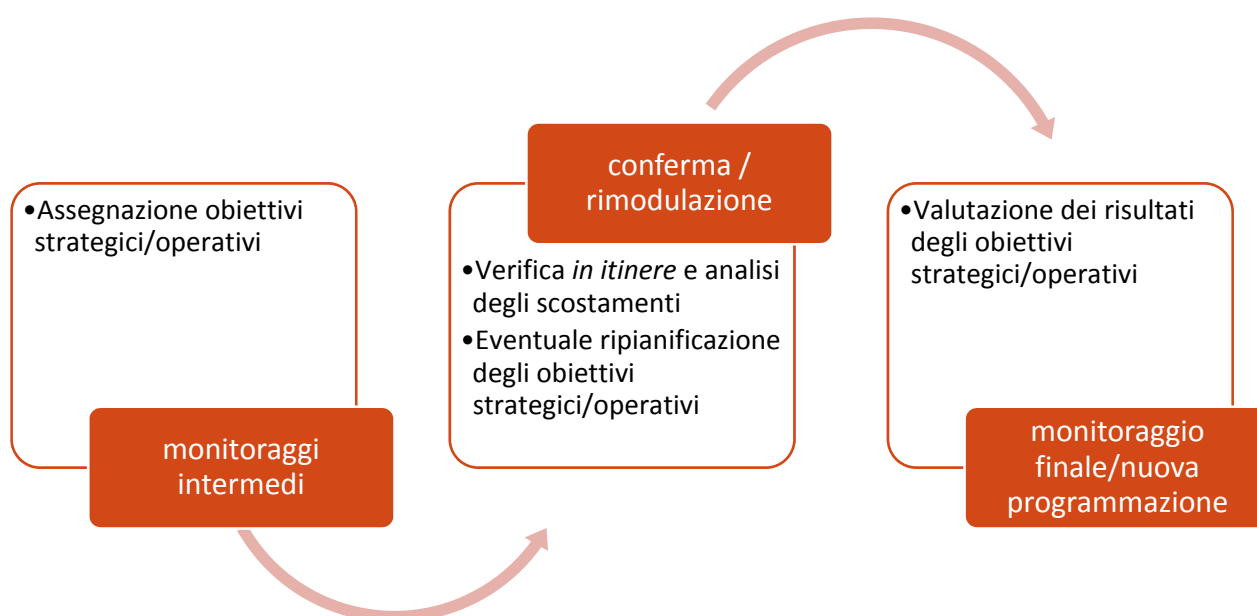 •Assegnazione obiettivi
strategici/operativi
monitoraggi
intermedi
conferma /
rimodulazione
•Verifica in itinere e analisi
degli scostamenti
•Eventuale ripianificazione
degli obiettivi
strategici/operativi
•Valutazione dei risultati
degli obiettivi
strategici/operativi
monitoraggio
finale/nuova
programmazione